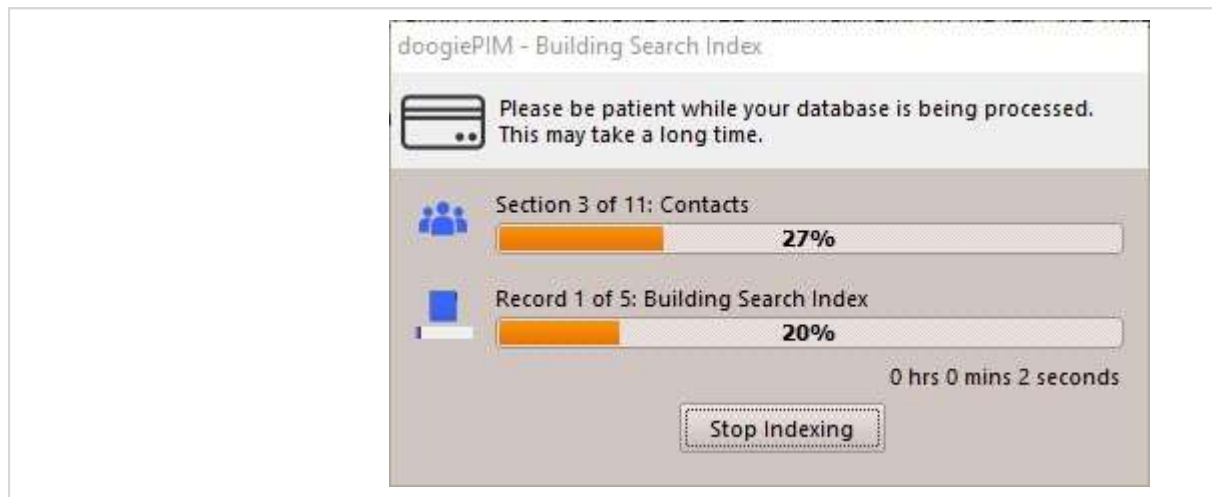 doogiePIM - Building Search Index
Please be patient while your database is being processed.
This may take a long time.
Section 3 of 11: Contacts
27%
Record 1 of 5: Building Search Index
20%
0 hrs 0 mins 2 seconds
Stop Indexing